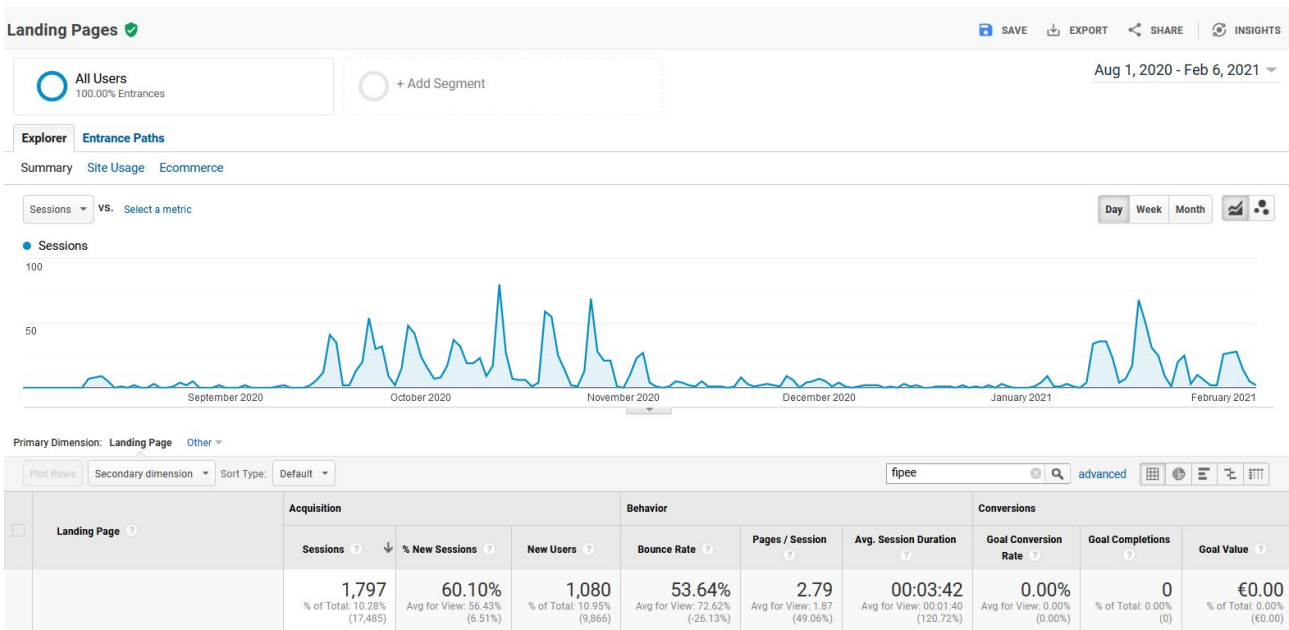 Landing Pages
SAVE EXPORT SHARE INSIGHTS
All Users
100.00% Entrances
+ Add Segment
Aug 1, 2020 - Feb 6, 2021
Explorer Entrance Paths
Summary Site Usage Ecommerce
Sessions VS. Select a metric
Day Week Month
Sessions
100
50
September 2020 October 2020 November 2020 December 2020 January 2021 February 2021
Primary Dimension: Landing Page Other
Plot Rows Secondary dimension Sort Type: Default fipee advanced
Acquisition Behavior Conversions
Landing Page ?
Sessions ? % New Sessions ? New Users ? Bounce Rate ? Pages / Session ? Avg. Session Duration ? Goal Conversion Rate ? Goal Completions ? Goal Value ?
1,797 60.10% 1,080 53.64% 2.79 00:03:42 0.00% 0 €0.00
% of Total: 10.28% Avg for View: 56.43% % of Total: 10.95% Avg for View: 72.62% Avg for View: 1.87 Avg for View: 00:01:40 Avg for View: 0.00% % of Total: 0.00% % of Total: 0.00%
(17,485) (6.51%) (9,866) (-26.13%) (49.06%) (120.72%) (0.00%) (0) (€0.00)